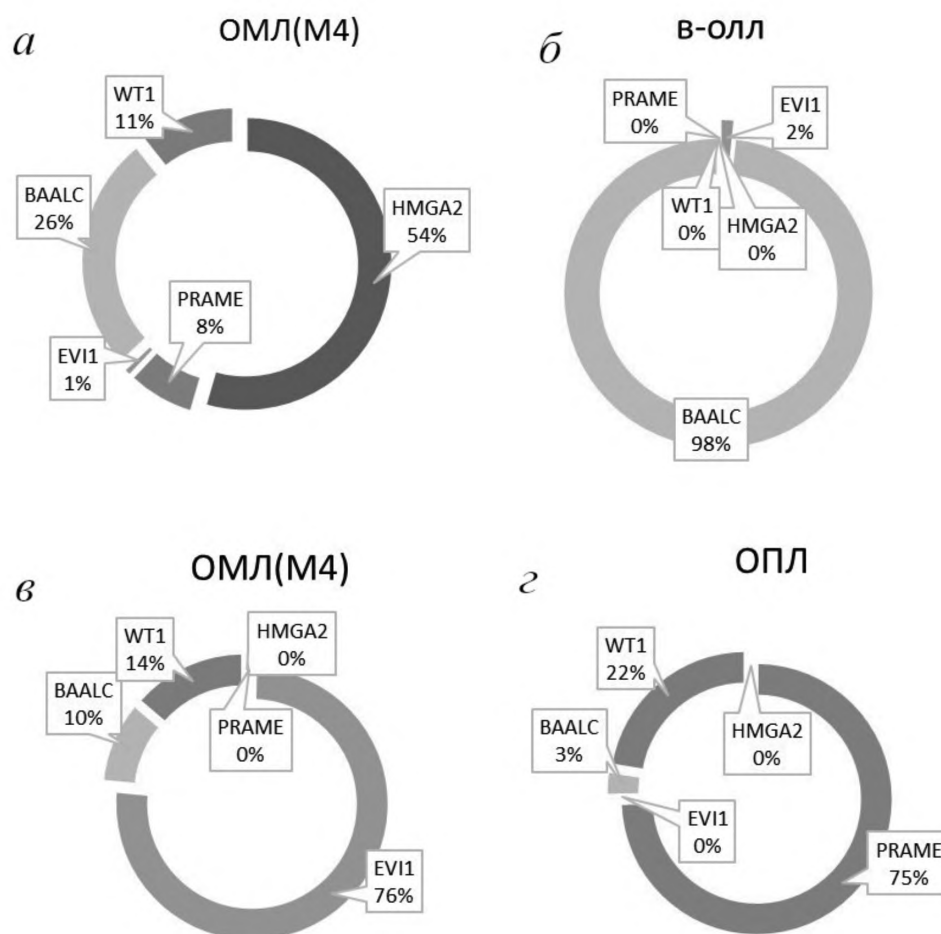 а
ОМЛ(М4)
WT1
11%
BAALC
26%
HMGA2
54%
PRAME
8%
EVI1
1%
б
в-олл
PRAME
0%
EVI1
2%
WT1
0%
HMGA2
0%
BAALC
98%
в
ОМЛ(М4)
WT1
14%
HMGA2
0%
BAALC
10%
PRAME
0%
EVI1
76%
г
ОПЛ
WT1
22%
BAALC
3%
HMGA2
0%
EVI1
0%
PRAME
75%